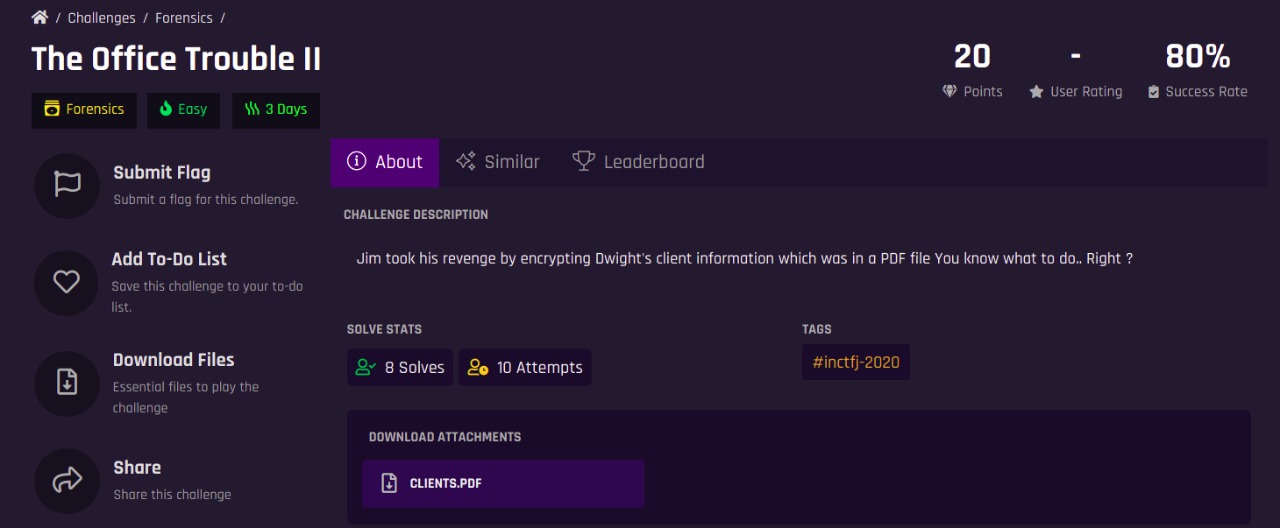 / Challenges / Forensics /
The Office Trouble II
Forensics Easy 3 Days
20 - 80%
Points User Rating Success Rate
Submit Flag
Submit a flag for this challenge.
Add To-Do List
Save this challenge to your to-do
list.
Download Files
Essential files to play the
challenge
Share
Share this challenge
About Similar Leaderboard
CHALLENGE DESCRIPTION
Jim took his revenge by encrypting Dwight's client information which was in a PDF file You know what to do.. Right ?
SOLVE STATS TAGS
8 Solves 10 Attempts #inctfj-2020
DOWNLOAD ATTACHMENTS
CLIENTS.PDF